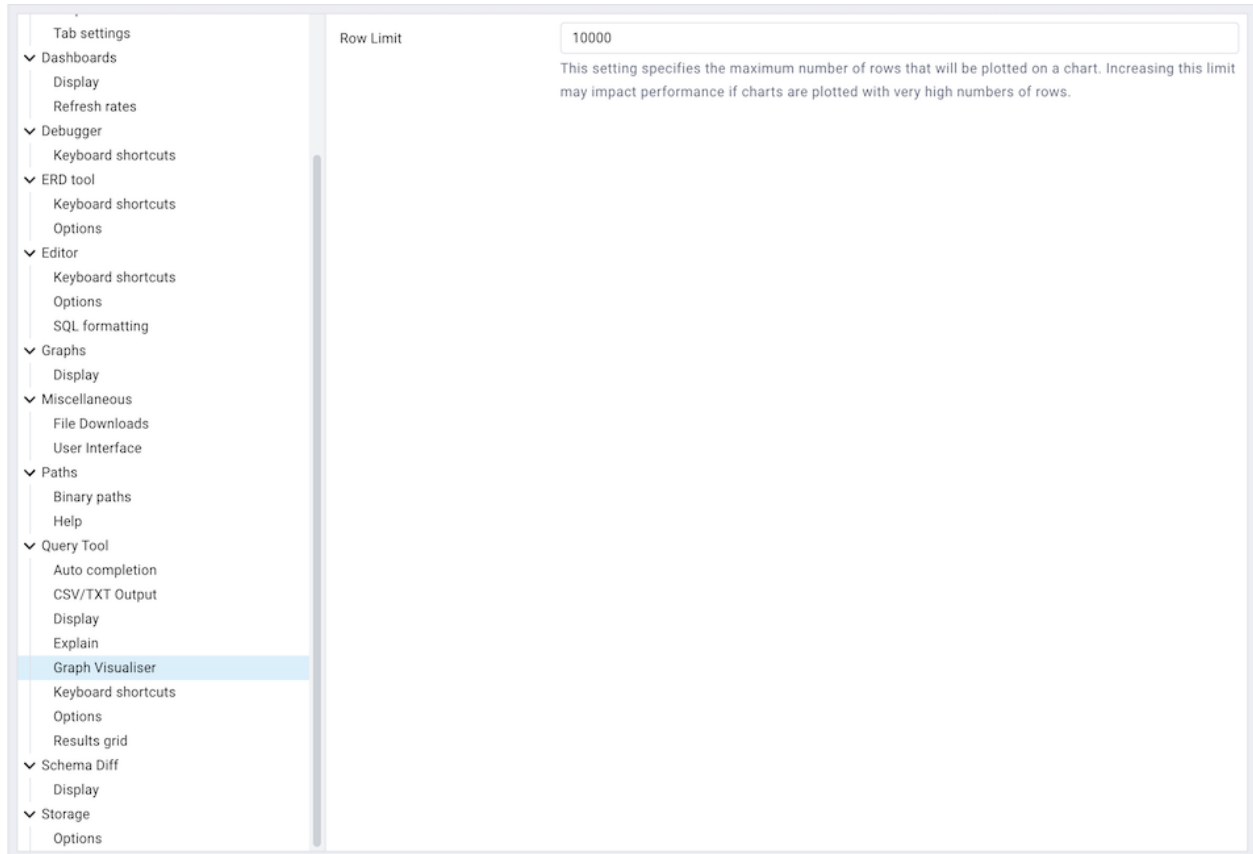 Tab settings
Dashboards
Display
Refresh rates
Debugger
Keyboard shortcuts
ERD tool
Keyboard shortcuts
Options
Editor
Keyboard shortcuts
Options
SQL formatting
Graphs
Display
Miscellaneous
File Downloads
User Interface
Paths
Binary paths
Help
Query Tool
Auto completion
CSV/TXT Output
Display
Explain
Graph Visualiser
Keyboard shortcuts
Options
Results grid
Schema Diff
Display
Storage
Options
Row Limit
10000
This setting specifies the maximum number of rows that will be plotted on a chart. Increasing this limit
may impact performance if charts are plotted with very high numbers of rows.